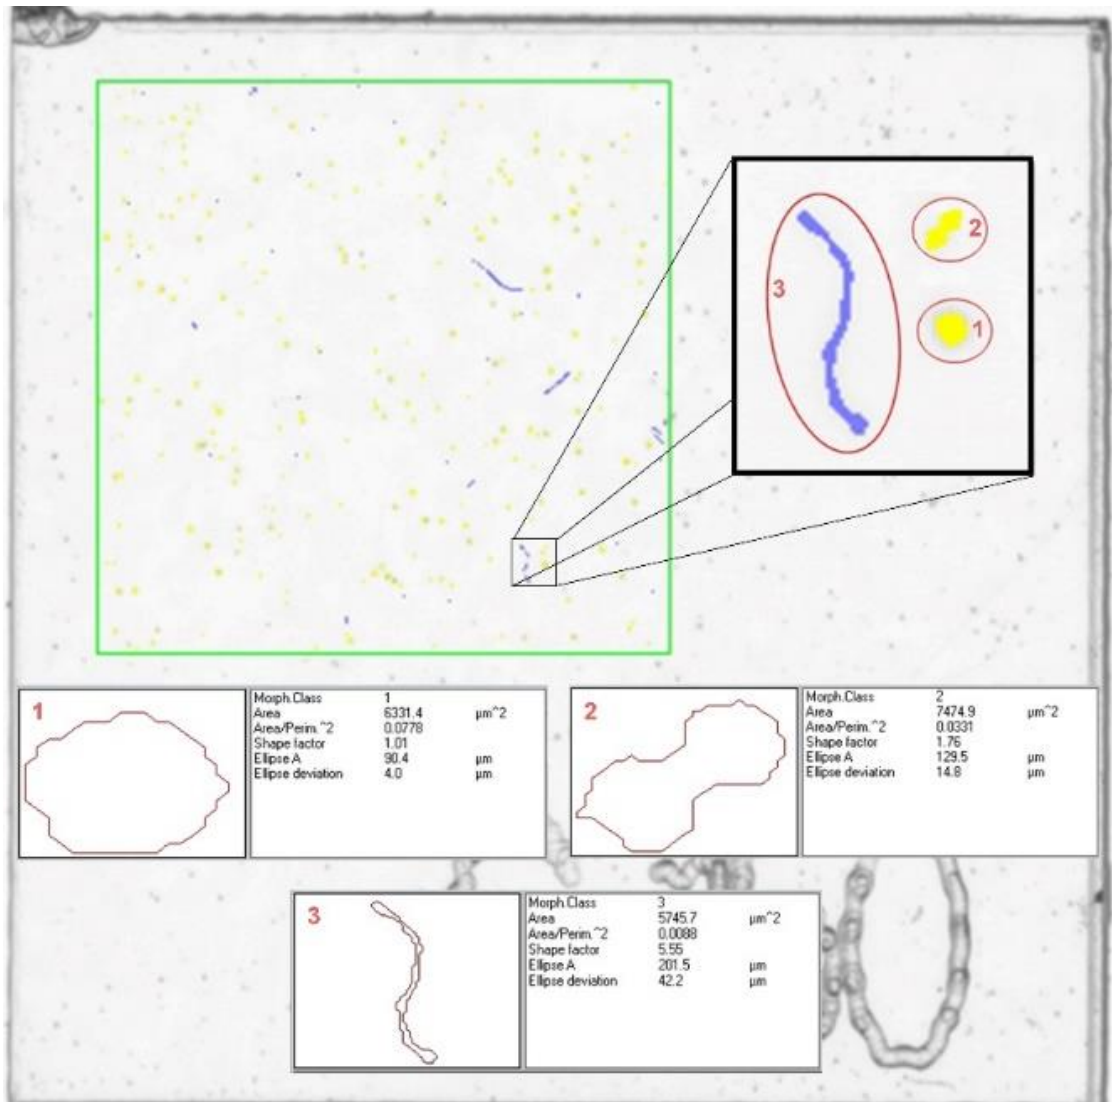 2
3
1
1
Morph.Class 1
Area 6331.4 µm^2
Area/Perim.^2 0.0778
Shape factor 1.01
Ellipse A 90.4 µm
Ellipse deviation 4.0 µm
2
Morph.Class 2
Area 7474.9 µm^2
Area/Perim.^2 0.0331
Shape factor 1.76
Ellipse A 129.5 µm
Ellipse deviation 14.8 µm
3
Morph.Class 3
Area 5745.7 µm^2
Area/Perim.^2 0.0088
Shape factor 5.55
Ellipse A 201.5 µm
Ellipse deviation 42.2 µm